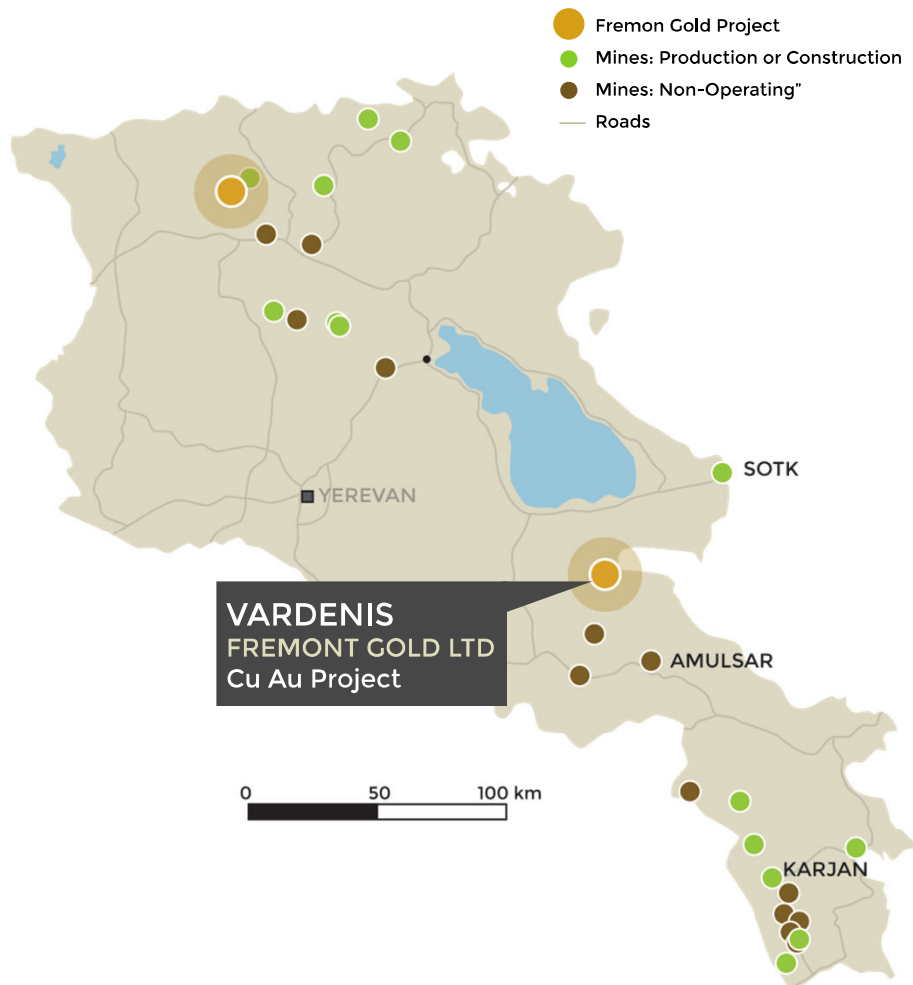 Fremon Gold Project
Mines: Production or Construction
Mines: Non-Operating”
Roads
SOTK
YEREVAN
VARDENIS
FREMONT GOLD LTD
Cu Au Project
AMULSAR
0 50 100 km
KARJAN